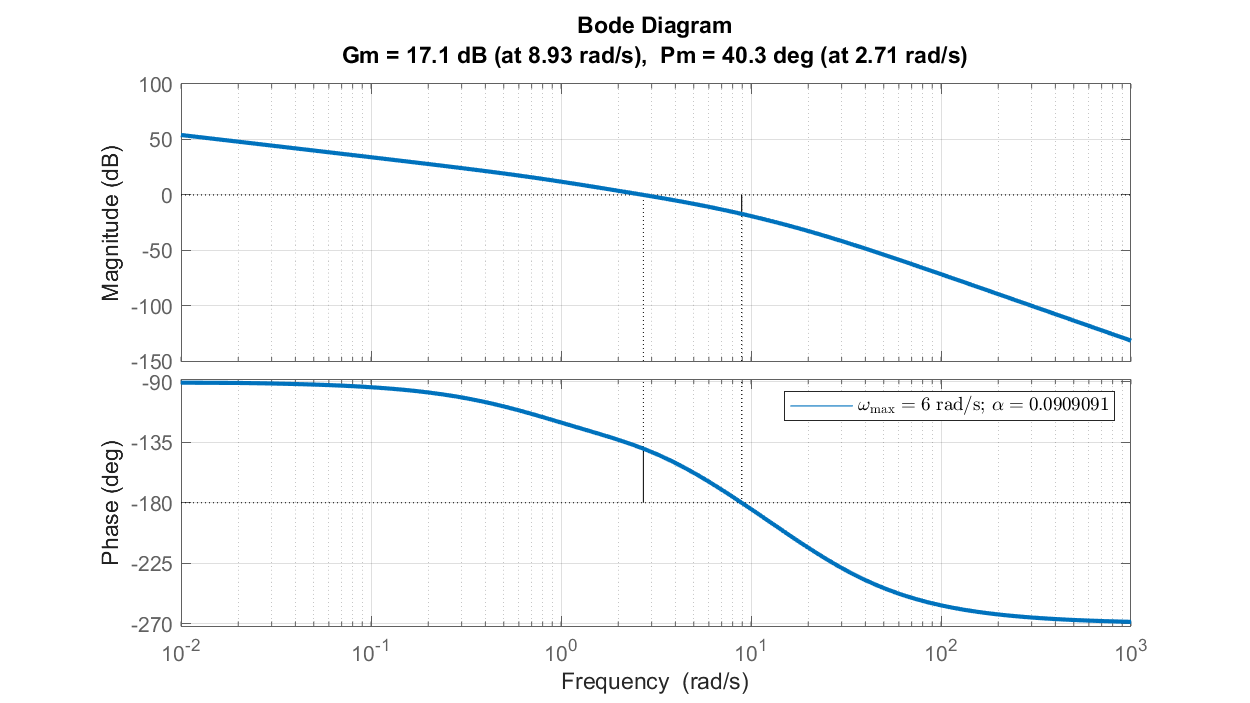 Bode Diagram
Gm = 17.1 dB (at 8.93 rad/s),  Pm = 40.3 deg (at 2.71 rad/s)
100
50
0
-50
-100
-150
Magnitude (dB)
-90
-135
-180
-225
-270
Phase (deg)
ω_max = 6 rad/s; α = 0.0909091
10^-2
10^-1
10^0
10^1
10^2
10^3
Frequency  (rad/s)